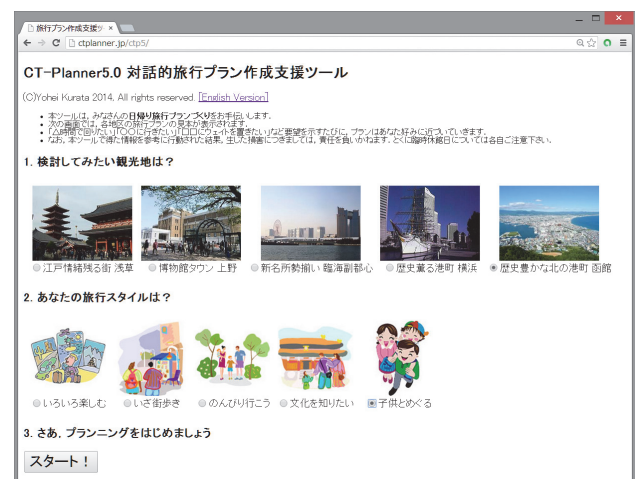 旅行プラン作成支援ツ
ctplanner.jp/ctp5/
CT-Planner5.0 対話的旅行プラン作成支援ツール
(C)Yohei Kurata 2014, All rights reserved. [English Version]
本ツールは，みなさんの日帰り旅行プランづくりをお手伝いします。
次の画面では，各地区の旅行プランの見本が表示されます。
「△時間で回りたい」「〇〇に行きたい」「□□にウェイトを置きたい」など要望を示すたびに，プランはあなた好みに近づいていきます。
なお，本ツールで得た情報を参考に行動された結果，生じた損害につきましては，責任を負いかねます。とくに臨時休館日については各自ご注意下さい。
1. 検討してみたい観光地は？
江戸情緒残る街 浅草
博物館タウン 上野
新名所勢揃い 臨海副都心
歴史薫る港町 横浜
歴史豊かな北の港町 函館
2. あなたの旅行スタイルは？
いろいろ楽しむ
いざ街歩き
のんびり行こう
文化を知りたい
子供とめぐる
3. さあ，プランニングをはじめましょう
スタート！